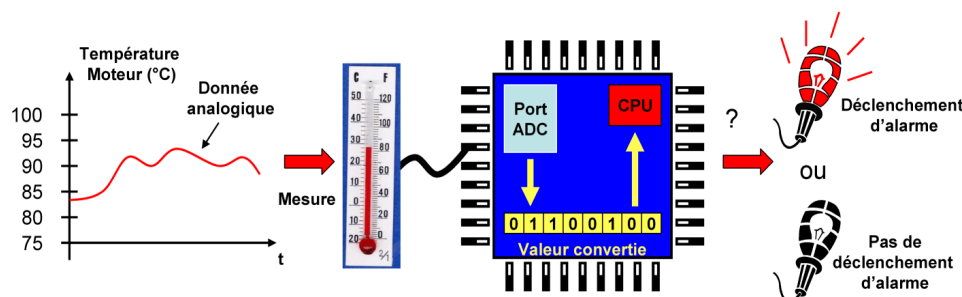 Température
Moteur (°C)
Donnée
analogique
100
95
90
85
80
75
t
Mesure
C F
50 120
40 100
30 80
20 60
10 40
0 20
10 0
20
Port
ADC
CPU
0 1 1 0 0 1 0 0
Valeur convertie
?
Déclenchement
d'alarme
ou
Pas de
déclenchement
d'alarme